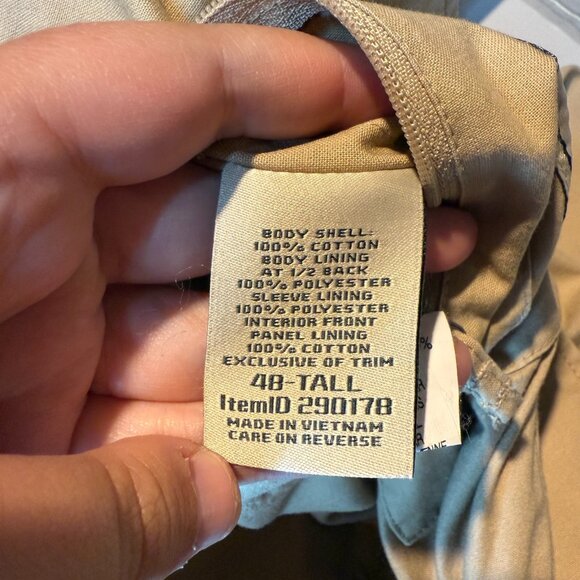 BODY SHELL:
100% COTTON
BODY LINING
AT 1/2 BACK
100% POLYESTER
SLEEVE LINING
100% POLYESTER
INTERIOR FRONT
PANEL LINING
100% COTTON
EXCLUSIVE OF TRIM
48-TALL
ItemID 290178
MADE IN VIETNAM
CARE ON REVERSE